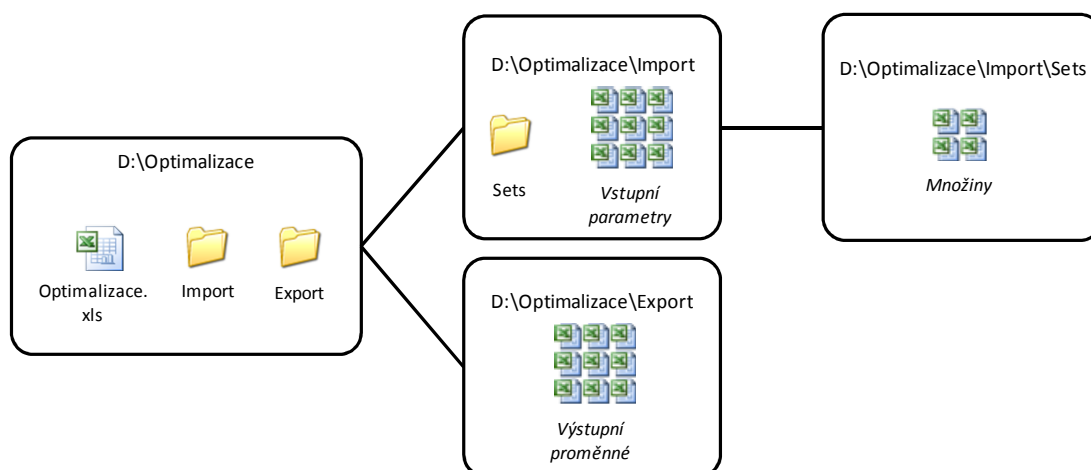 D:\Optimalizace
Optimalizace.
xls
Import
Export
D:\Optimalizace\Import
Sets
Vstupní
parametry
D:\Optimalizace\Import\Sets
Množiny
D:\Optimalizace\Export
Výstupní
proměnné